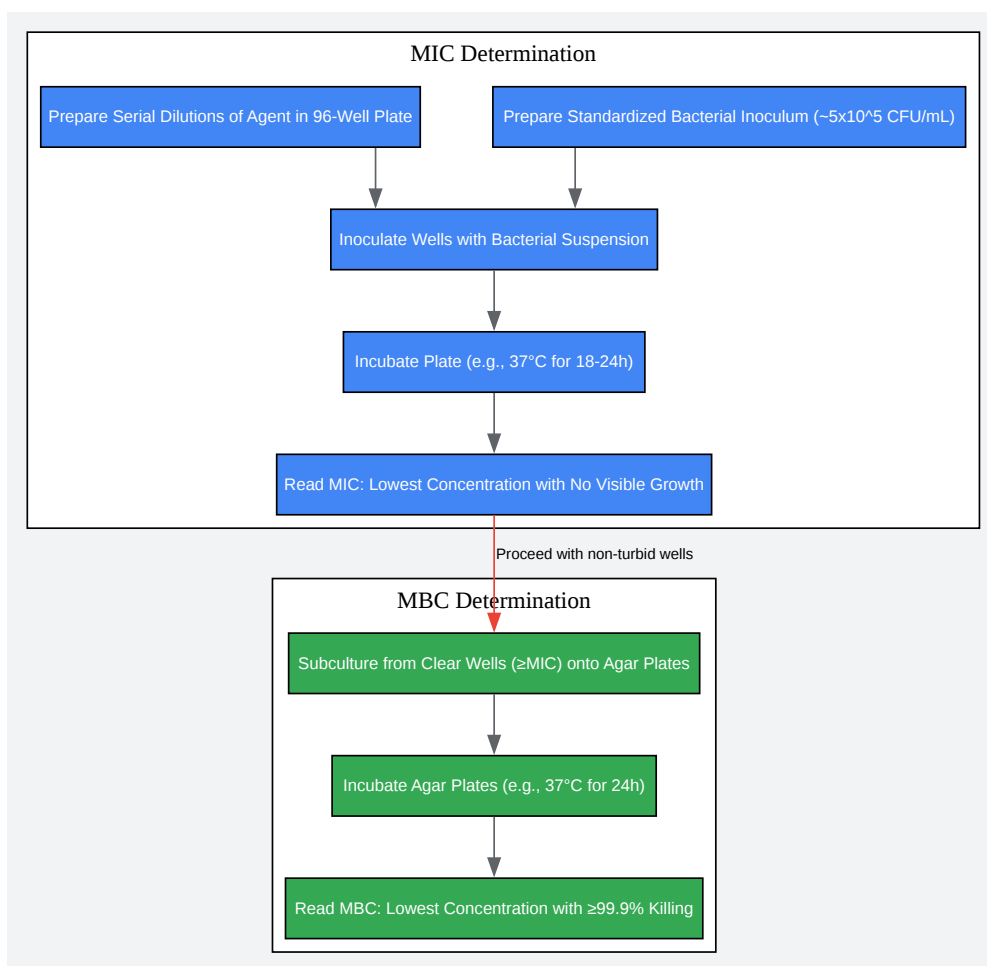 MIC Determination
Prepare Serial Dilutions of Agent in 96-Well Plate
Prepare Standardized Bacterial Inoculum (~5x10^5 CFU/mL)
Inoculate Wells with Bacterial Suspension
Incubate Plate (e.g., 37°C for 18-24h)
Read MIC: Lowest Concentration with No Visible Growth
Proceed with non-turbid wells
MBC Determination
Subculture from Clear Wells (≥MIC) onto Agar Plates
Incubate Agar Plates (e.g., 37°C for 24h)
Read MBC: Lowest Concentration with ≥99.9% Killing